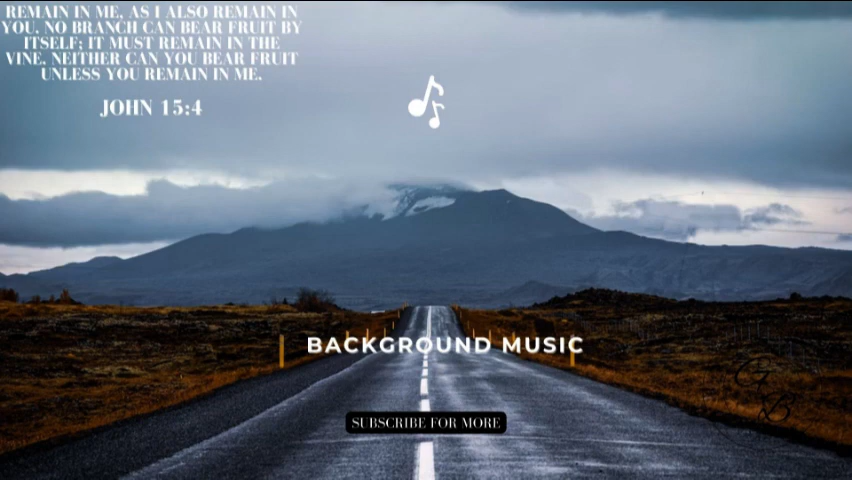 REMAIN IN ME, AS I ALSO REMAIN IN
YOU. NO BRANCH CAN BEAR FRUIT BY
ITSELF; IT MUST REMAIN IN THE
VINE. NEITHER CAN YOU BEAR FRUIT
UNLESS YOU REMAIN IN ME.
JOHN 15:4
BACKGROUND MUSIC
G
B
SUBSCRIBE FOR MORE